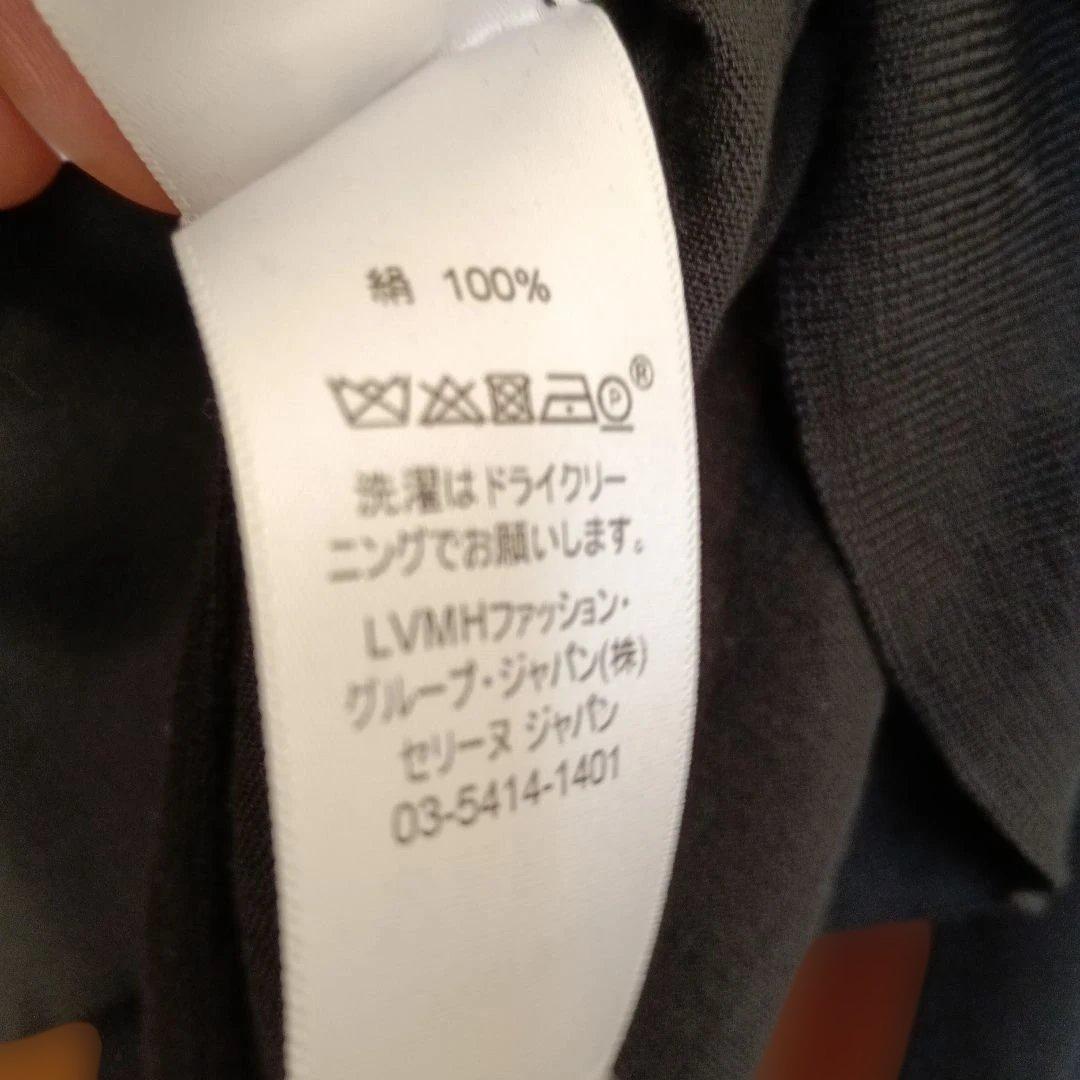 絹 100%
P ®
洗濯はドライクリー
ニングでお願いします。
LVMHファッション・
グループ・ジャパン(株)
セリーヌ ジャパン
03-5414-1401